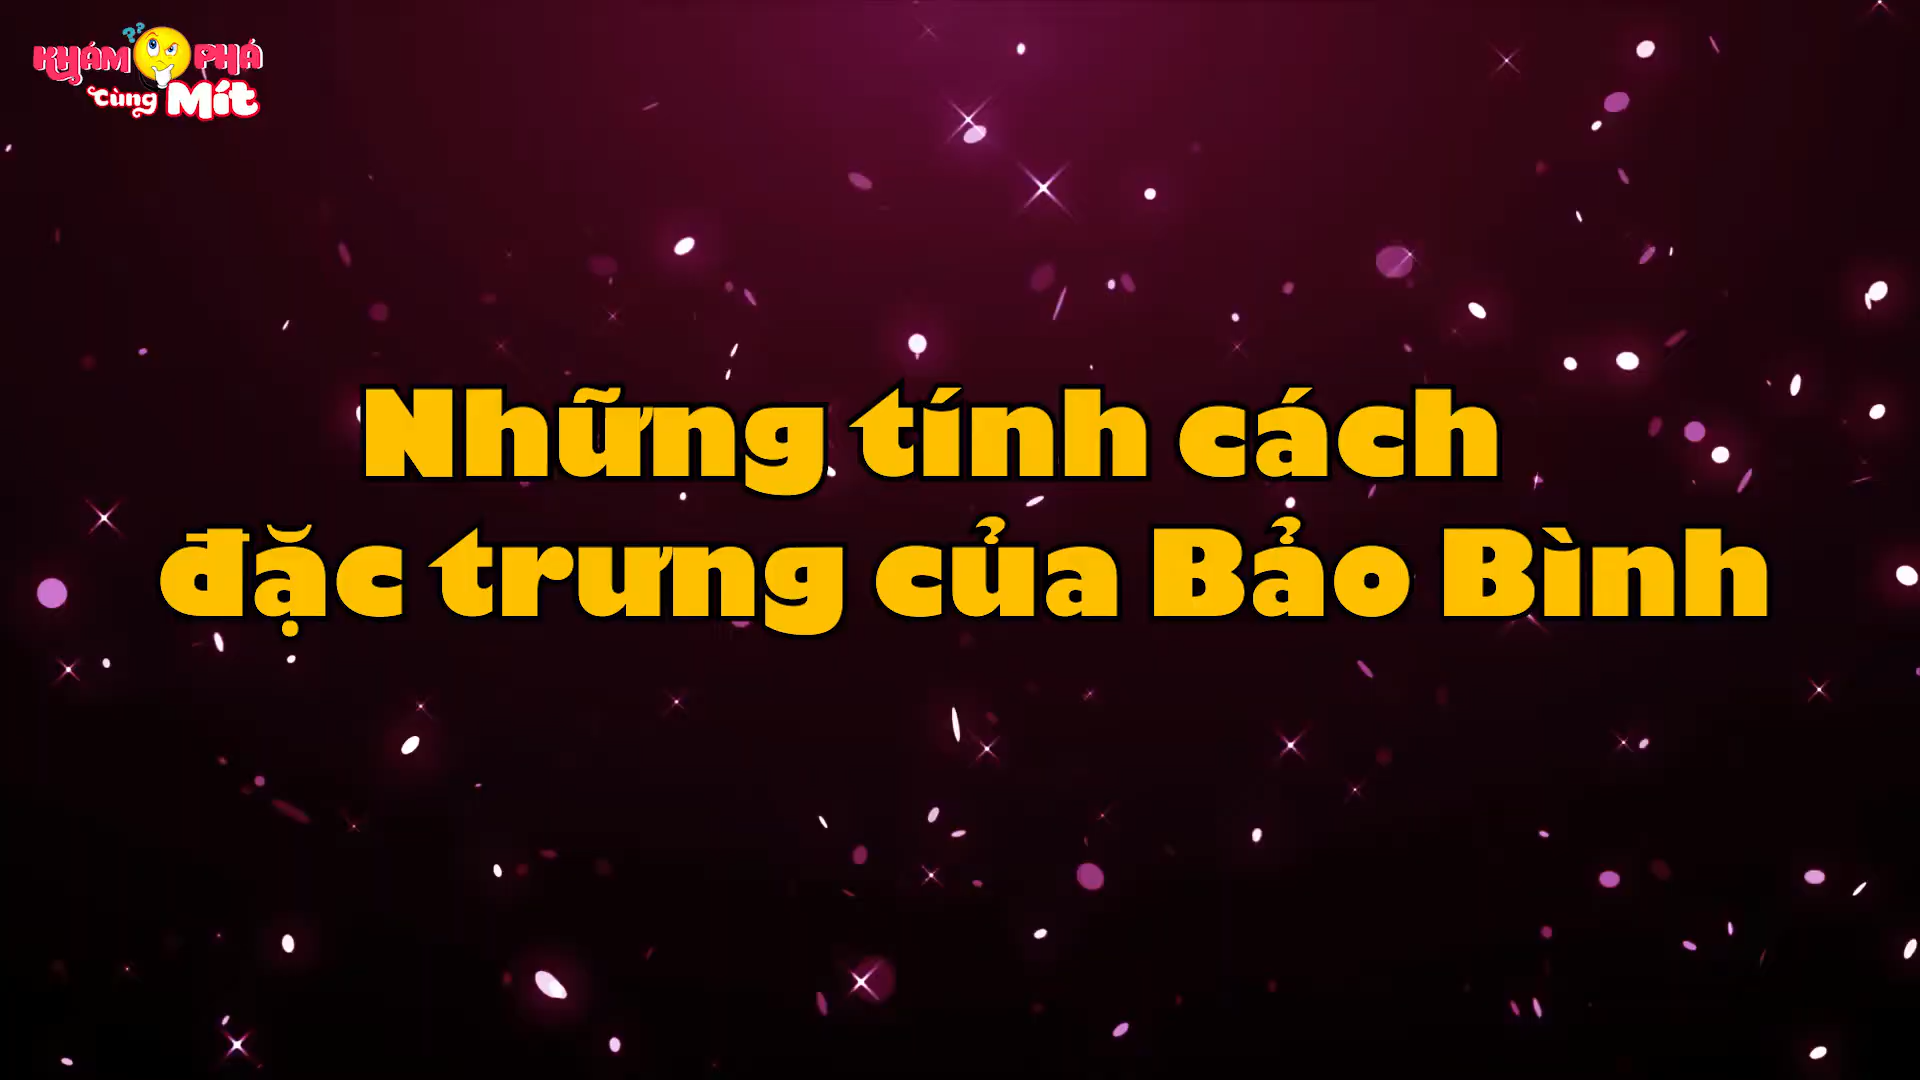 KHÁM PHÁ
cùng Mít
Những tính cách
đặc trưng của Bảo Bình